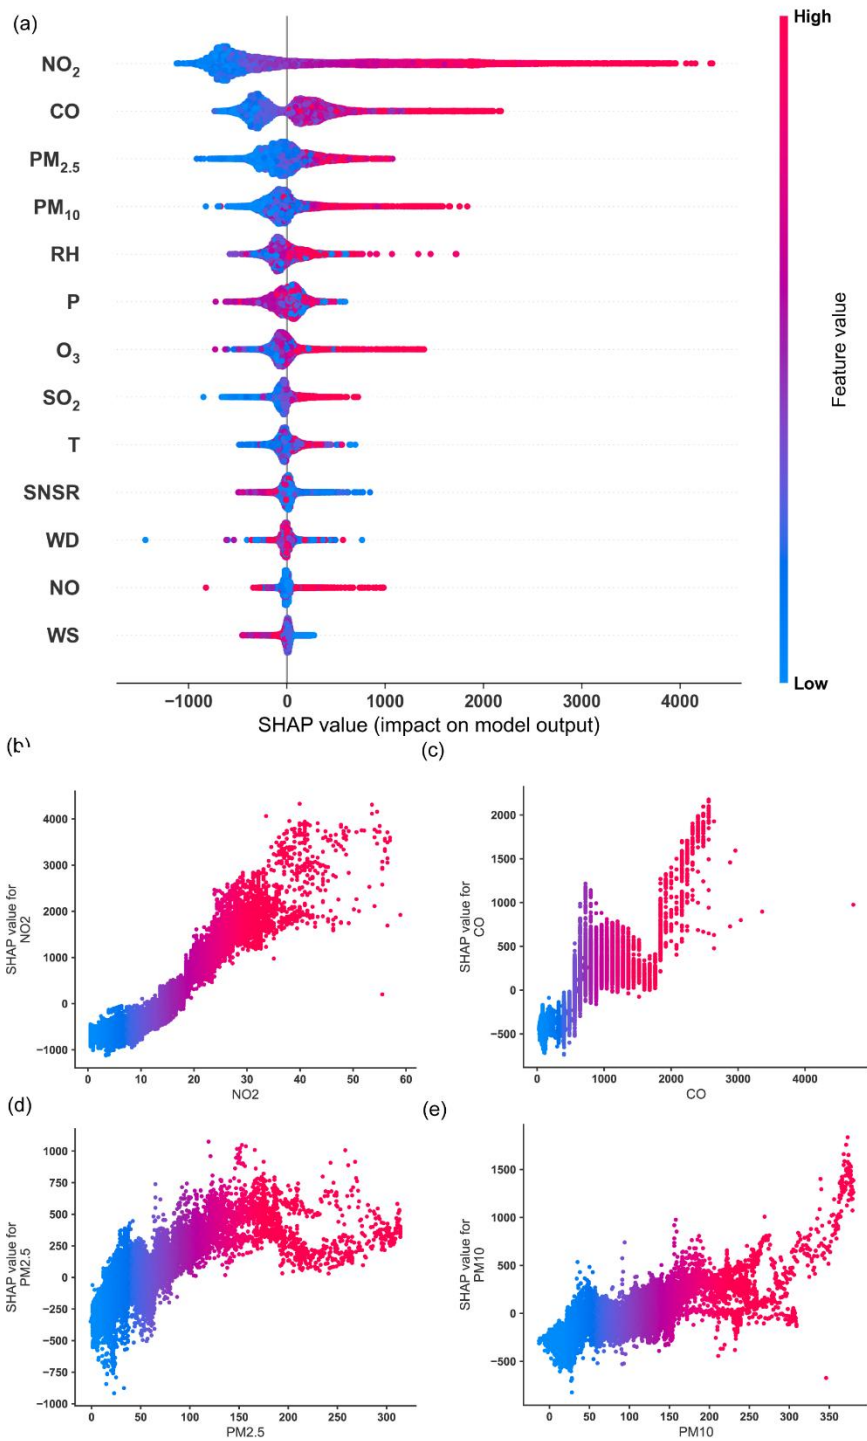 (a)
High
NO2
CO
PM2.5
PM10
RH
P
O3
SO2
T
SNSR
WD
NO
WS
Feature value
Low
−1000 0 1000 2000 3000 4000
SHAP value (impact on model output)
(b)
(c)
4000
3000
2000
1000
0
−1000
SHAP value for
NO2
0 10 20 30 40 50 60
NO2
2000
1500
1000
500
0
−500
SHAP value for
CO
0 1000 2000 3000 4000
CO
(d)
(e)
1000
750
500
250
0
−250
−500
−750
−1000
SHAP value for
PM2.5
0 50 100 150 200 250 300
PM2.5
1500
1000
500
0
−500
SHAP value for
PM10
0 50 100 150 200 250 300 350
PM10